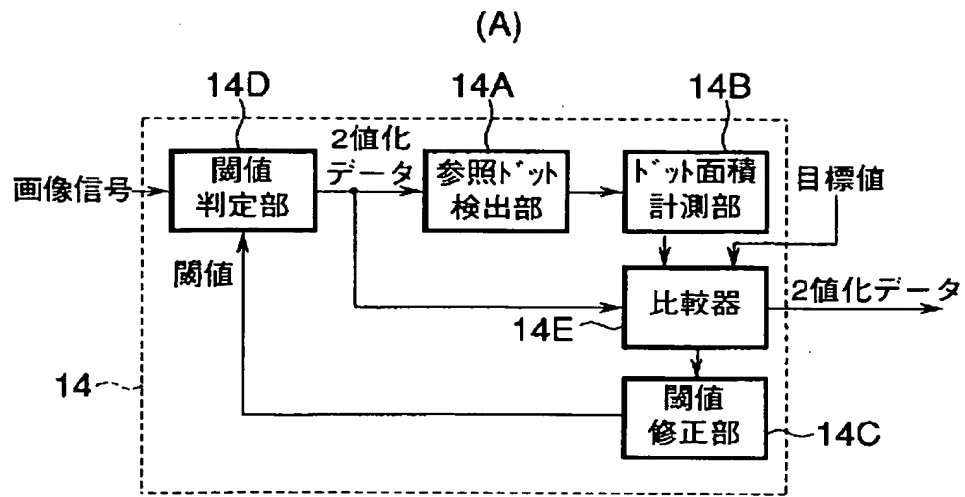 (A)
14D
14A
14B
2値化
データ
画像信号
閾値
判定部
参照ドット
検出部
ドット面積
計測部
目標値
閾値
比較器
2値化データ
14E
14
閾値
修正部
14C